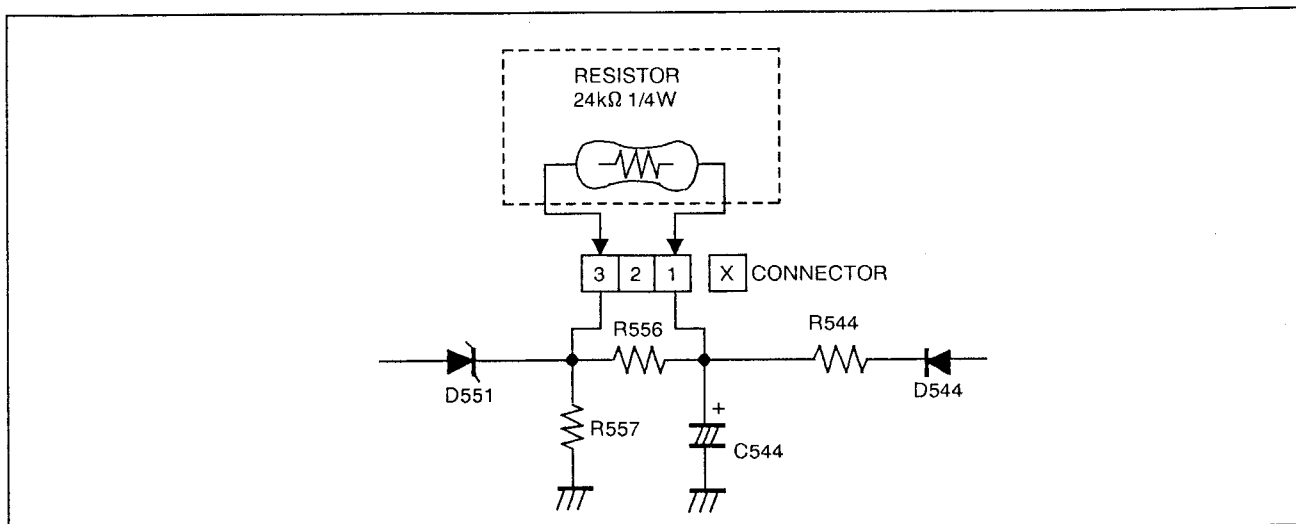 RESISTOR
24kΩ 1/4W
3 2 1 X CONNECTOR
R556
R544
D551
D544
R557
+
C544